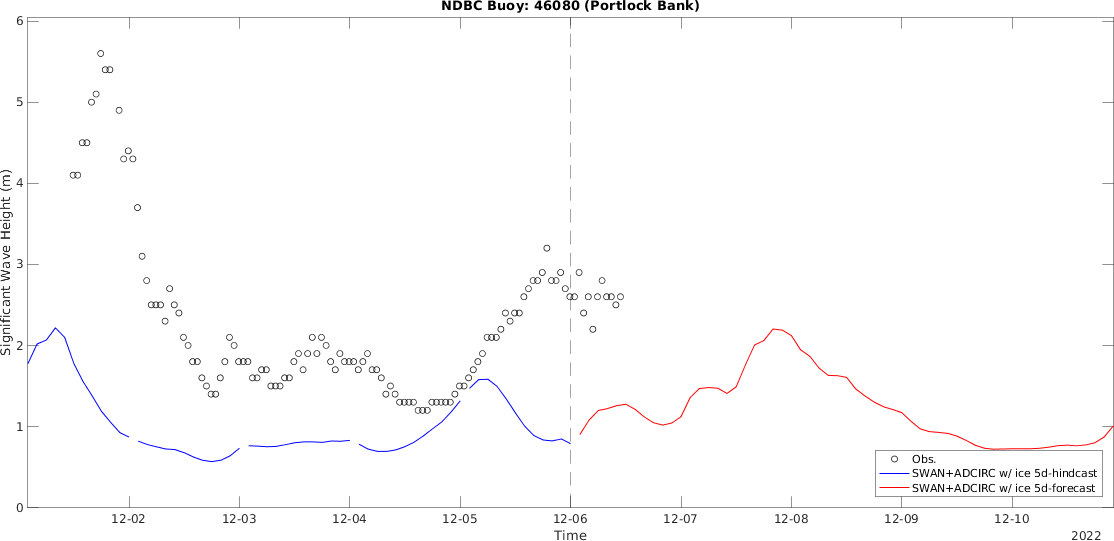 NDBC Buoy: 46080 (Portlock Bank)
6
5
4
3
2
1
0
Significant Wave Height (m)
Obs.
SWAN+ADCIRC w/ ice 5d-hindcast
SWAN+ADCIRC w/ ice 5d-forecast
12-02 12-03 12-04 12-05 12-06 12-07 12-08 12-09 12-10
Time
2022